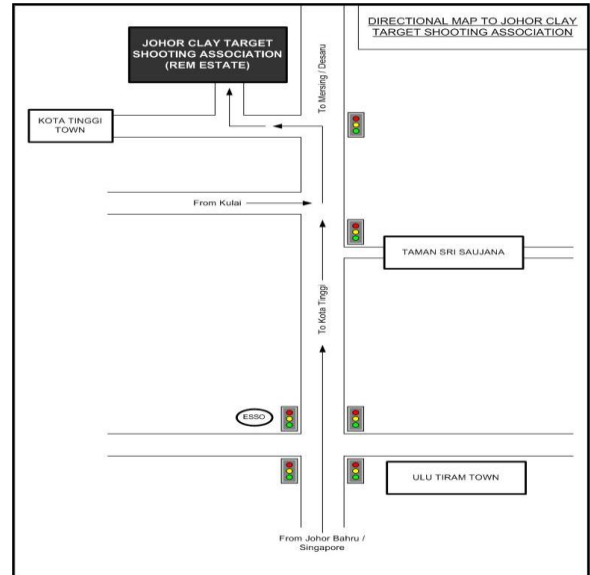 DIRECTIONAL MAP TO JOHOR CLAY
TARGET SHOOTING ASSOCIATION
JOHOR CLAY TARGET
SHOOTING ASSOCIATION
(REM ESTATE)
To Mersing / Desaru
KOTA TINGGI
TOWN
From Kulai
TAMAN SRI SAUJANA
To Kota Tinggi
ESSO
ULU TIRAM TOWN
From Johor Bahru /
Singapore